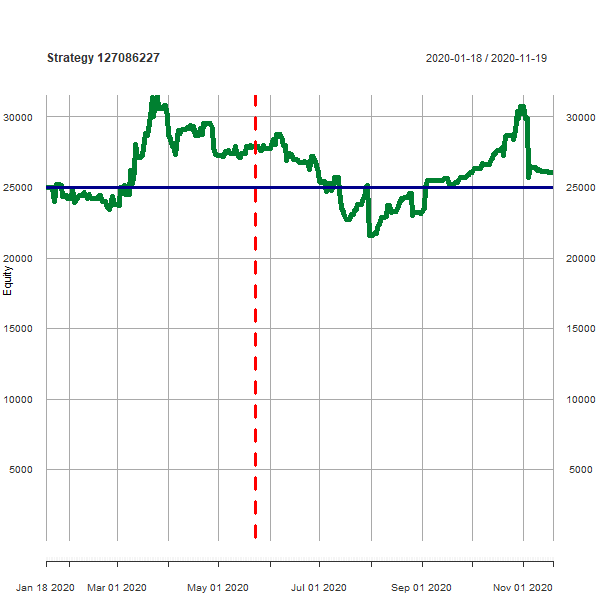 Strategy 127086227
2020-01-18 / 2020-11-19
30000
30000
25000
25000
20000
20000
Equity
15000
15000
10000
10000
5000
5000
Jan 18 2020
Mar 01 2020
May 01 2020
Jul 01 2020
Sep 01 2020
Nov 01 2020